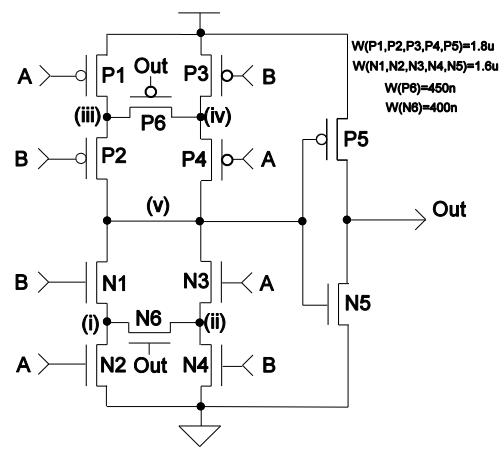 W(P1,P2,P3,P4,P5)=1.8u
W(N1,N2,N3,N4,N5)=1.6u
W(P6)=450n
W(N6)=400n
A P1 Out P3 B
(iii) P6 (iv)
B P2 P4 A P5
(v) Out
B N1 N3 A N5
(i) N6 (ii)
A N2 Out N4 B